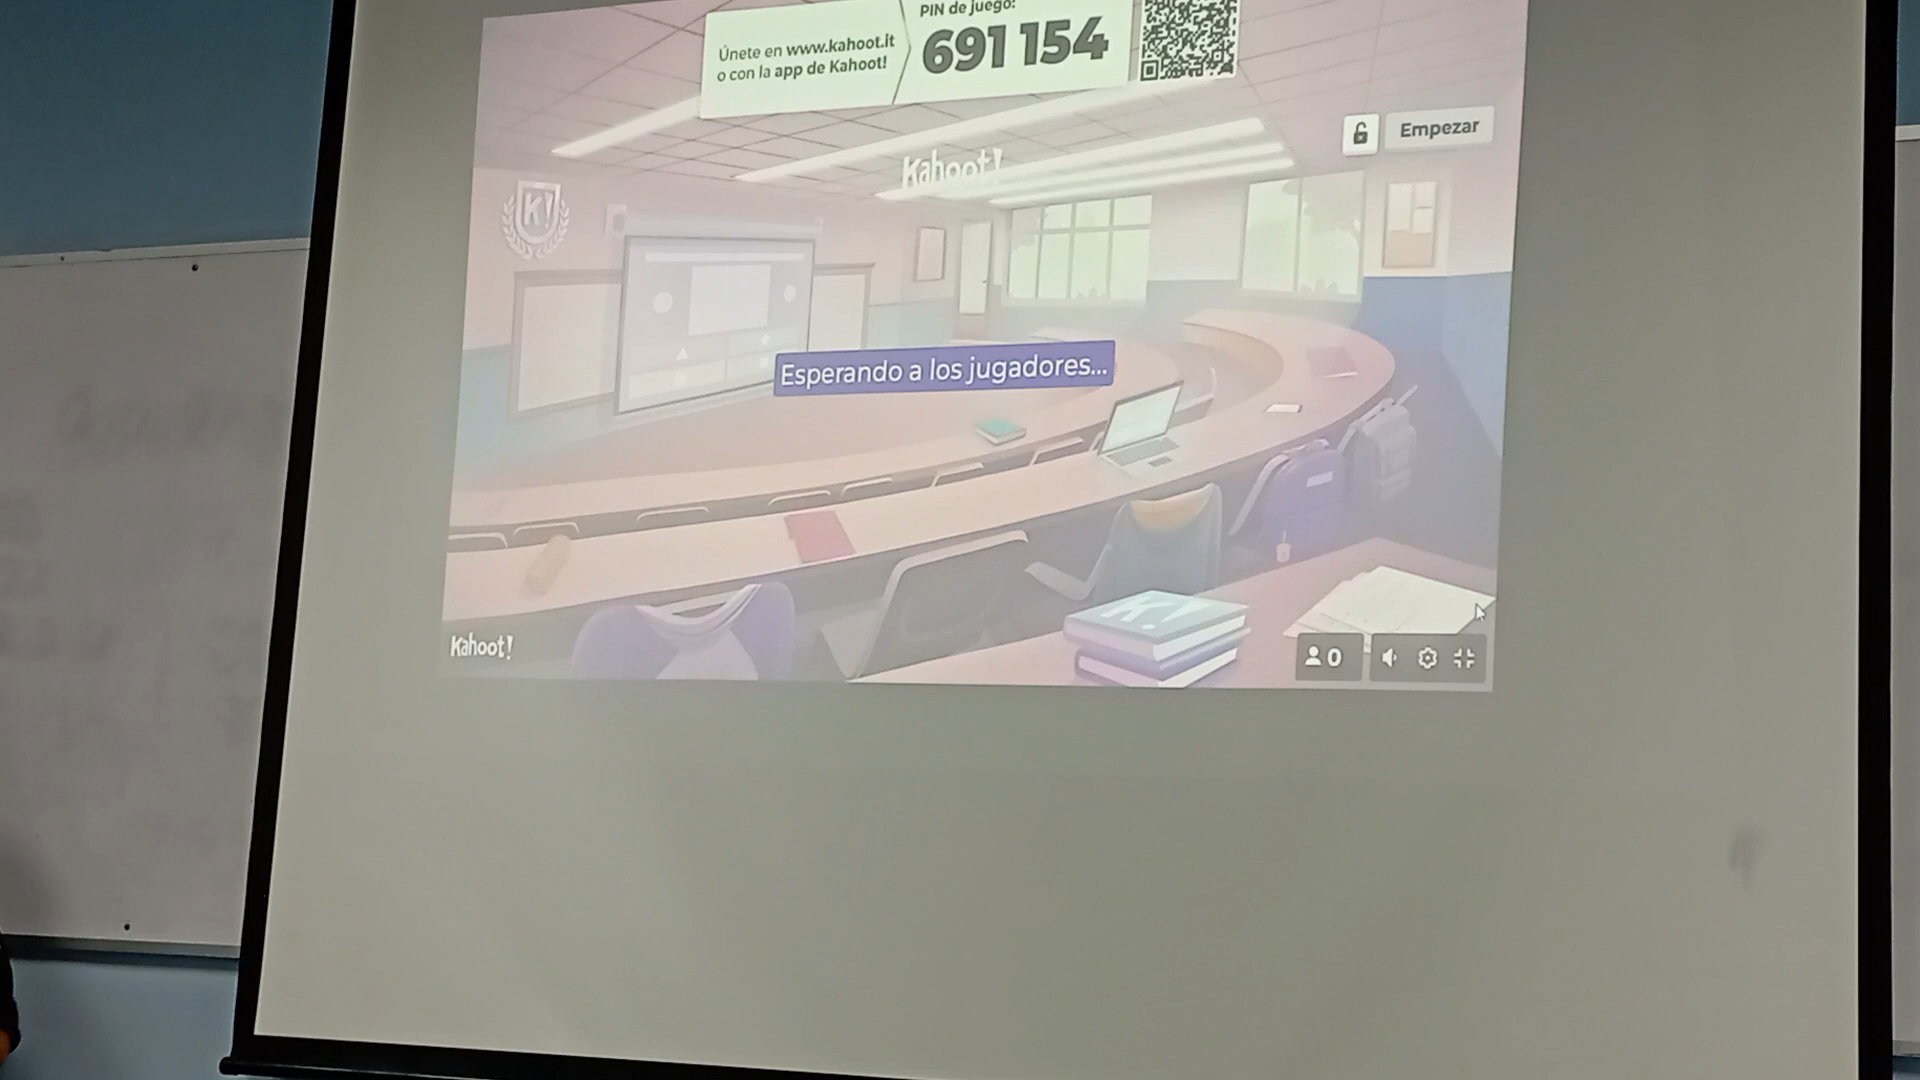 Únete en www.kahoot.it
o con la app de Kahoot!
PIN de juego:
691 154
Empezar
Kahoot!
K!
Esperando a los jugadores...
K!
Kahoot!
0